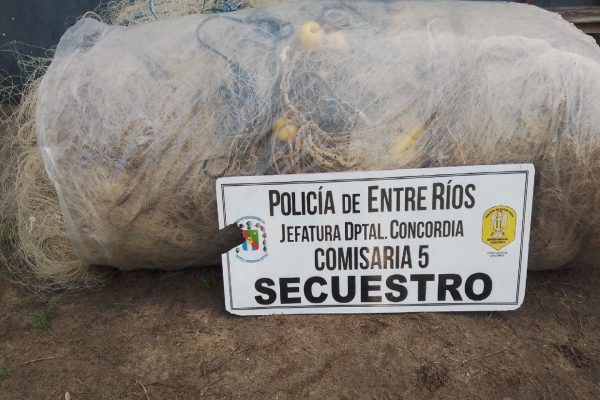 POLICÍA DE ENTRE RÍOS
JEFATURA DPTAL. CONCORDIA
COMISARIA 5
SECUESTRO